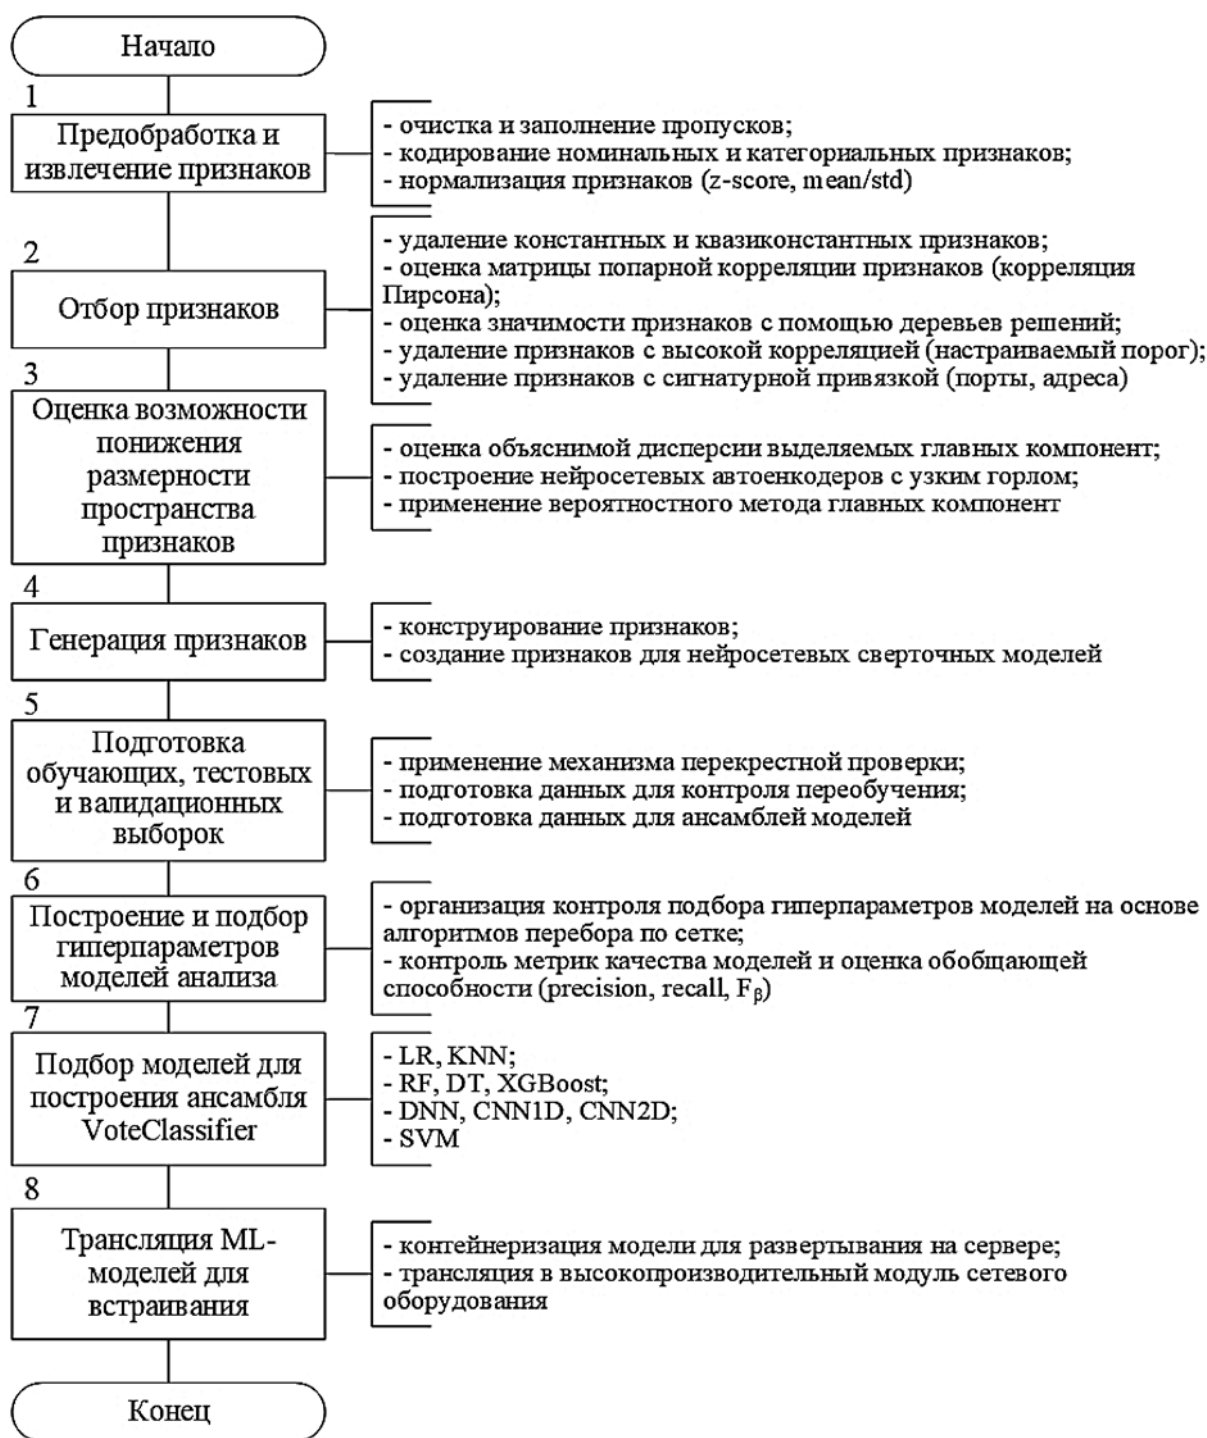 Начало
1
Предобработка и
извлечение признаков
- очистка и заполнение пропусков;
- кодирование номинальных и категориальных признаков;
- нормализация признаков (z-score, mean/std)
2
Отбор признаков
- удаление константных и квазиконстантных признаков;
- оценка матрицы попарной корреляции признаков (корреляция
Пирсона);
- оценка значимости признаков с помощью деревьев решений;
- удаление признаков с высокой корреляцией (настраиваемый порог);
- удаление признаков с сигнатурной привязкой (порты, адреса)
3
Оценка возможности
понижения
размерности
пространства
признаков
- оценка объяснимой дисперсии выделяемых главных компонент;
- построение нейросетевых автоенкодеров с узким горлом;
- применение вероятностного метода главных компонент
4
Генерация признаков
- конструирование признаков;
- создание признаков для нейросетевых сверточных моделей
5
Подготовка
обучающих, тестовых
и валидационных
выборок
- применение механизма перекрестной проверки;
- подготовка данных для контроля переобучения;
- подготовка данных для ансамблей моделей
6
Построение и подбор
гиперпараметров
моделей анализа
- организация контроля подбора гиперпараметров моделей на основе
алгоритмов перебора по сетке;
- контроль метрик качества моделей и оценка обобщающей
способности (precision, recall, Fβ)
7
Подбор моделей для
построения ансамбля
VoteClassifier
- LR, KNN;
- RF, DT, XGBoost;
- DNN, CNN1D, CNN2D;
- SVM
8
Трансляция ML-
моделей для
встраивания
- контейнеризация модели для развертывания на сервере;
- трансляция в высокопроизводительный модуль сетевого
оборудования
Конец